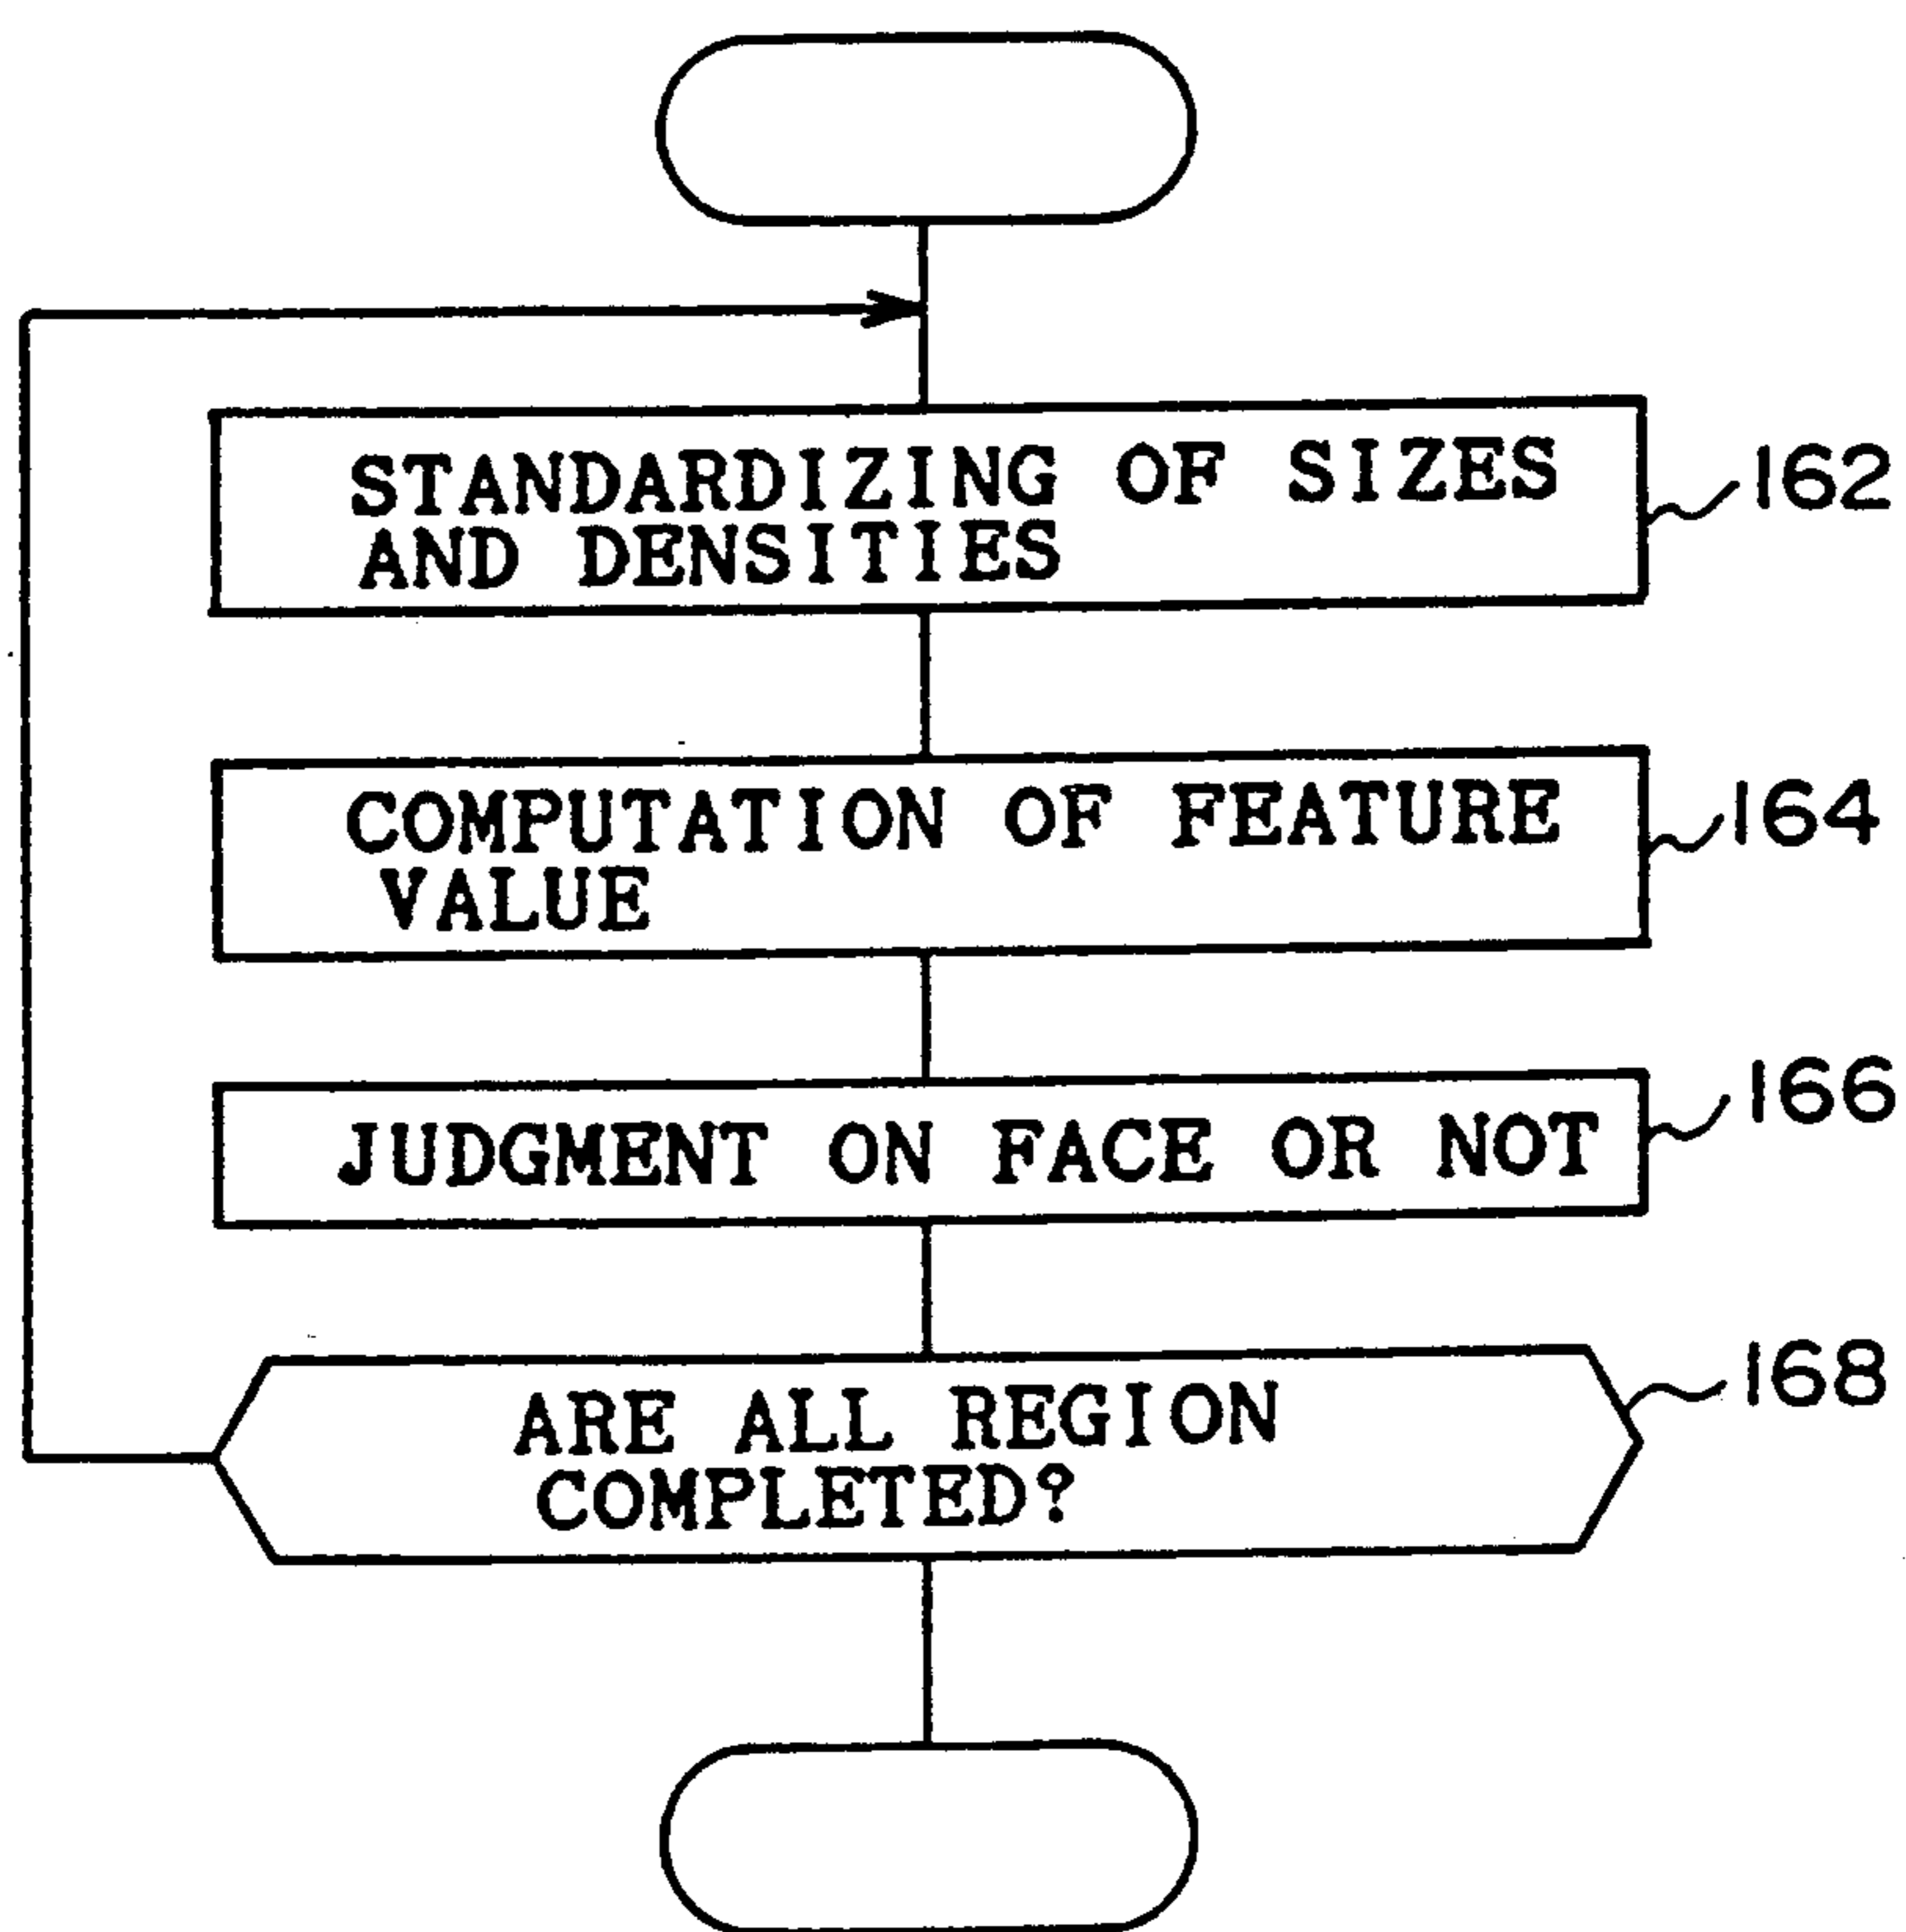 STANDARDIZING OF SIZES
AND DENSITIES
162
COMPUTATION OF FEATURE
VALUE
164
JUDGMENT ON FACE OR NOT
166
ARE ALL REGION
COMPLETED?
168